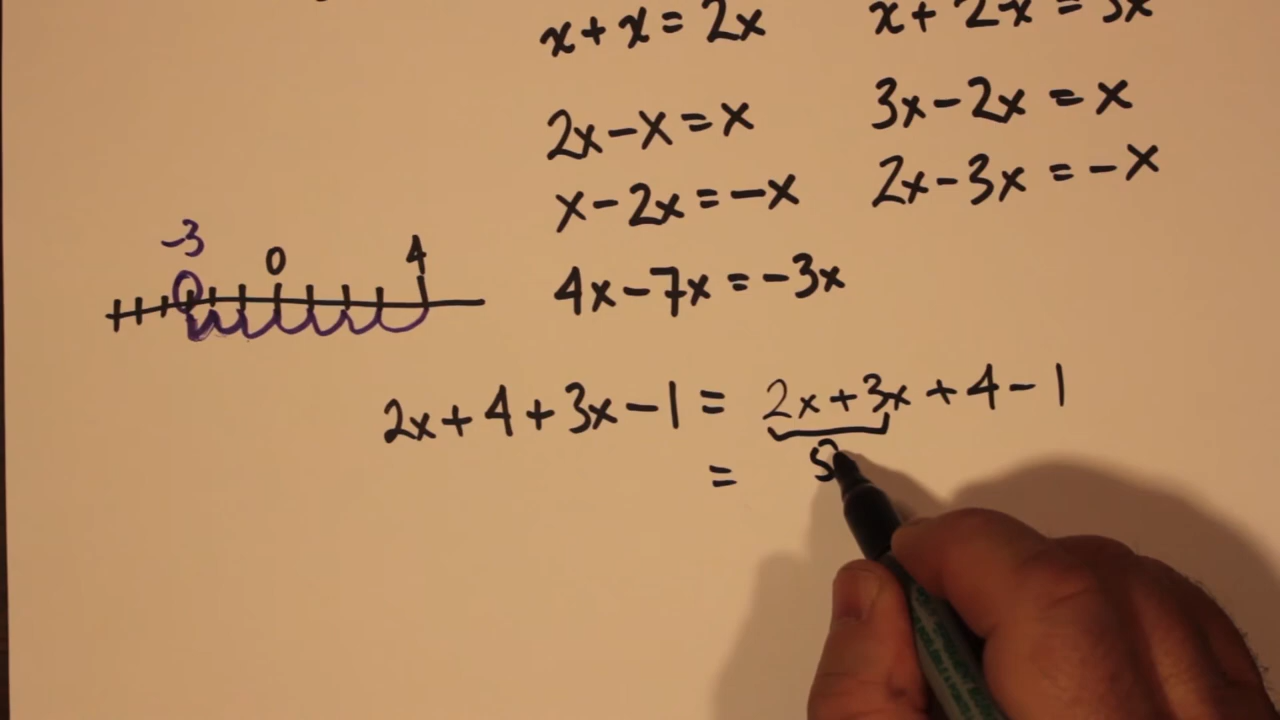 x + x = 2x
x + 2x = 3x
2x - x = x
3x - 2x = x
x - 2x = -x
2x - 3x = -x
-3
0
4
4x - 7x = -3x
2x + 4 + 3x - 1 = 2x + 3x + 4 - 1
= 5